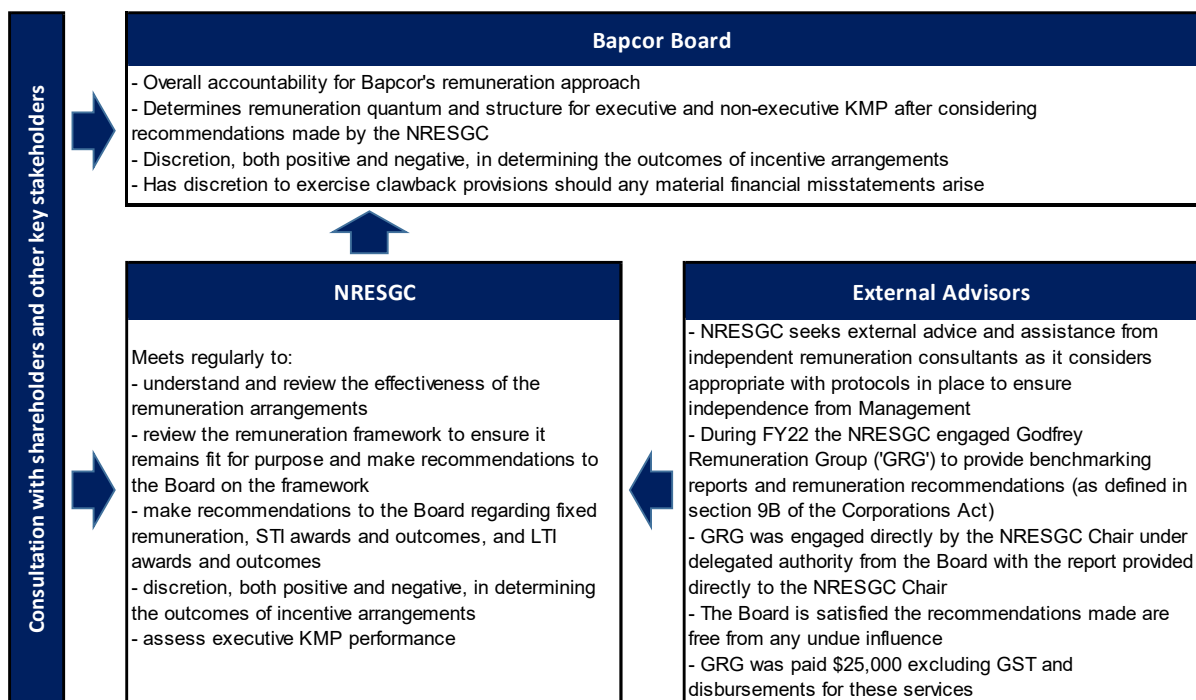 Consultation with shareholders and other key stakeholders
Bapcor Board
- Overall accountability for Bapcor's remuneration approach
- Determines remuneration quantum and structure for executive and non-executive KMP after considering
recommendations made by the NRESGC
- Discretion, both positive and negative, in determining the outcomes of incentive arrangements
- Has discretion to exercise clawback provisions should any material financial misstatements arise
NRESGC
Meets regularly to:
- understand and review the effectiveness of the
remuneration arrangements
- review the remuneration framework to ensure it
remains fit for purpose and make recommendations to
the Board on the framework
- make recommendations to the Board regarding fixed
remuneration, STI awards and outcomes, and LTI
awards and outcomes
- discretion, both positive and negative, in determining
the outcomes of incentive arrangements
- assess executive KMP performance
External Advisors
- NRESGC seeks external advice and assistance from
independent remuneration consultants as it considers
appropriate with protocols in place to ensure
independence from Management
- During FY22 the NRESGC engaged Godfrey
Remuneration Group ('GRG') to provide benchmarking
reports and remuneration recommendations (as defined in
section 9B of the Corporations Act)
- GRG was engaged directly by the NRESGC Chair under
delegated authority from the Board with the report provided
directly to the NRESGC Chair
- The Board is satisfied the recommendations made are
free from any undue influence
- GRG was paid $25,000 excluding GST and
disbursements for these services